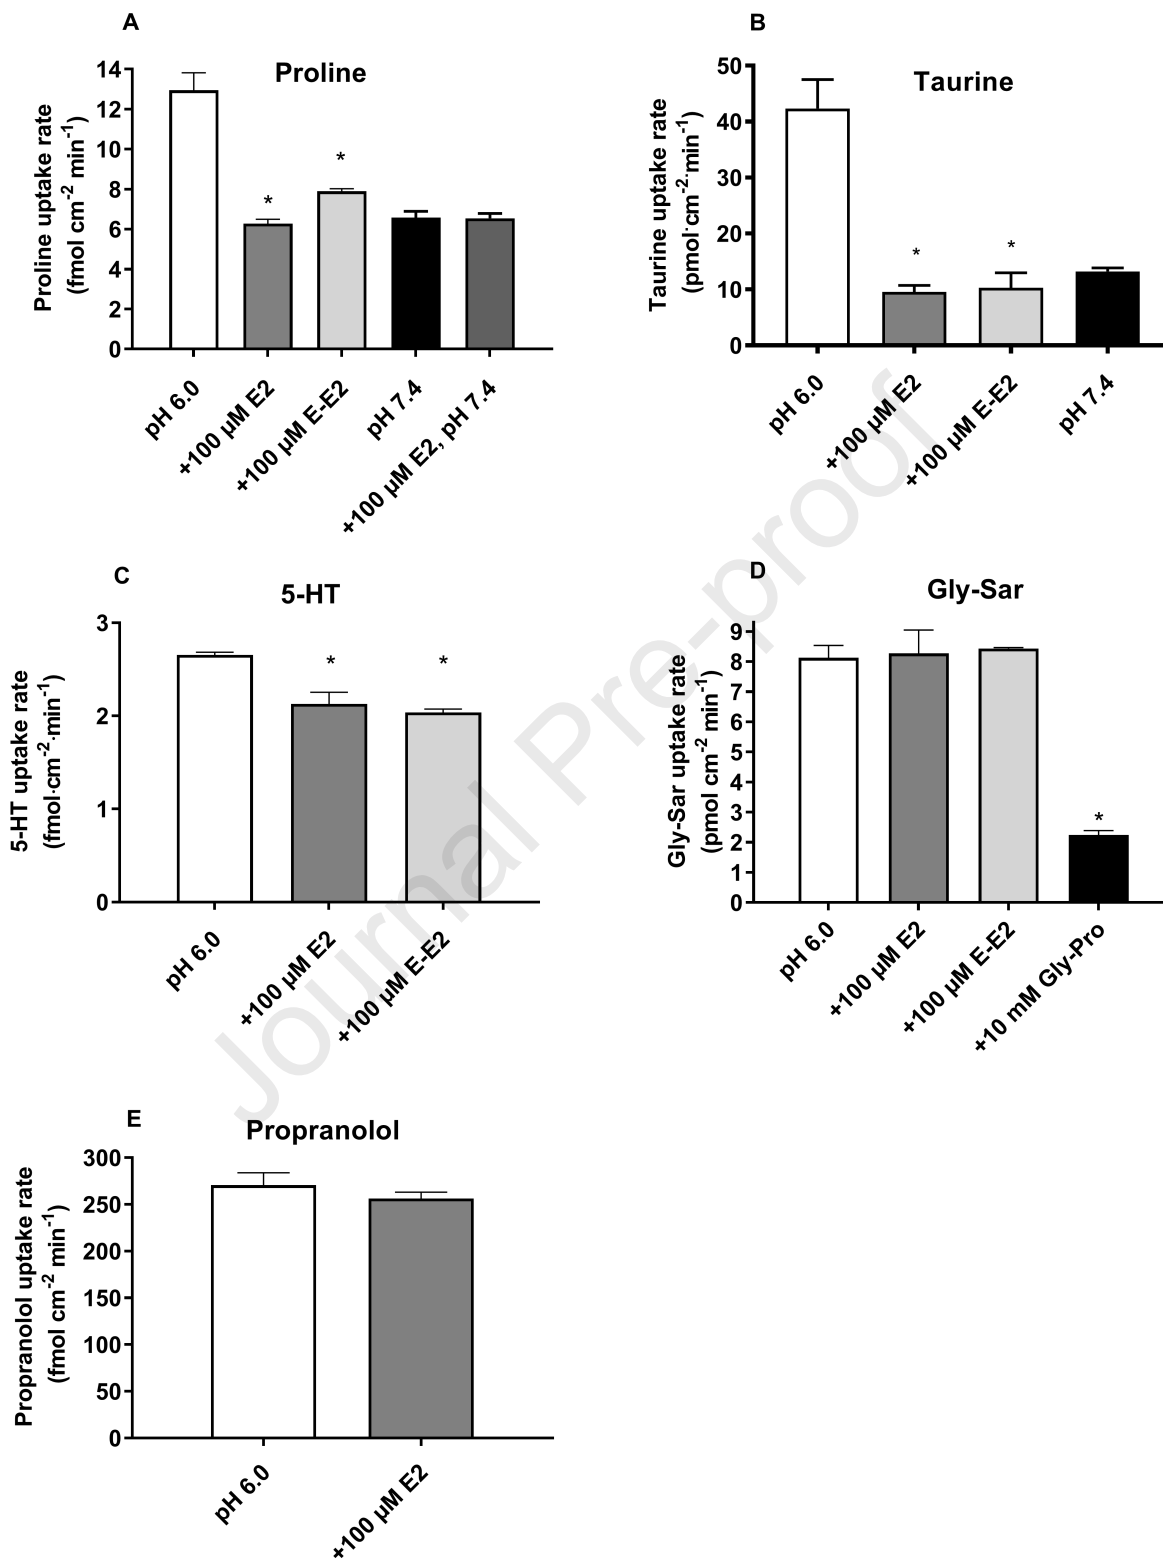 A
Proline
Proline uptake rate
(fmol cm⁻² min⁻¹)
14
12
10
8
6
4
2
0
*
*
pH 6.0
+100 µM E2
+100 µM E-E2
pH 7.4
+100 µM E2, pH 7.4
B
Taurine
Taurine uptake rate
(pmol·cm⁻²·min⁻¹)
50
40
30
20
10
0
*
*
pH 6.0
+100 µM E2
+100 µM E-E2
pH 7.4
C
5-HT
5-HT uptake rate
(fmol·cm⁻²·min⁻¹)
3
2
1
0
*
*
pH 6.0
+100 µM E2
+100 µM E-E2
D
Gly-Sar
Gly-Sar uptake rate
(pmol cm⁻² min⁻¹)
9
8
7
6
5
4
3
2
1
0
*
pH 6.0
+100 µM E2
+100 µM E-E2
+10 mM Gly-Pro
E
Propranolol
Propranolol uptake rate
(fmol cm⁻² min⁻¹)
300
250
200
150
100
50
0
pH 6.0
+100 µM E2
Journal Pre-proof